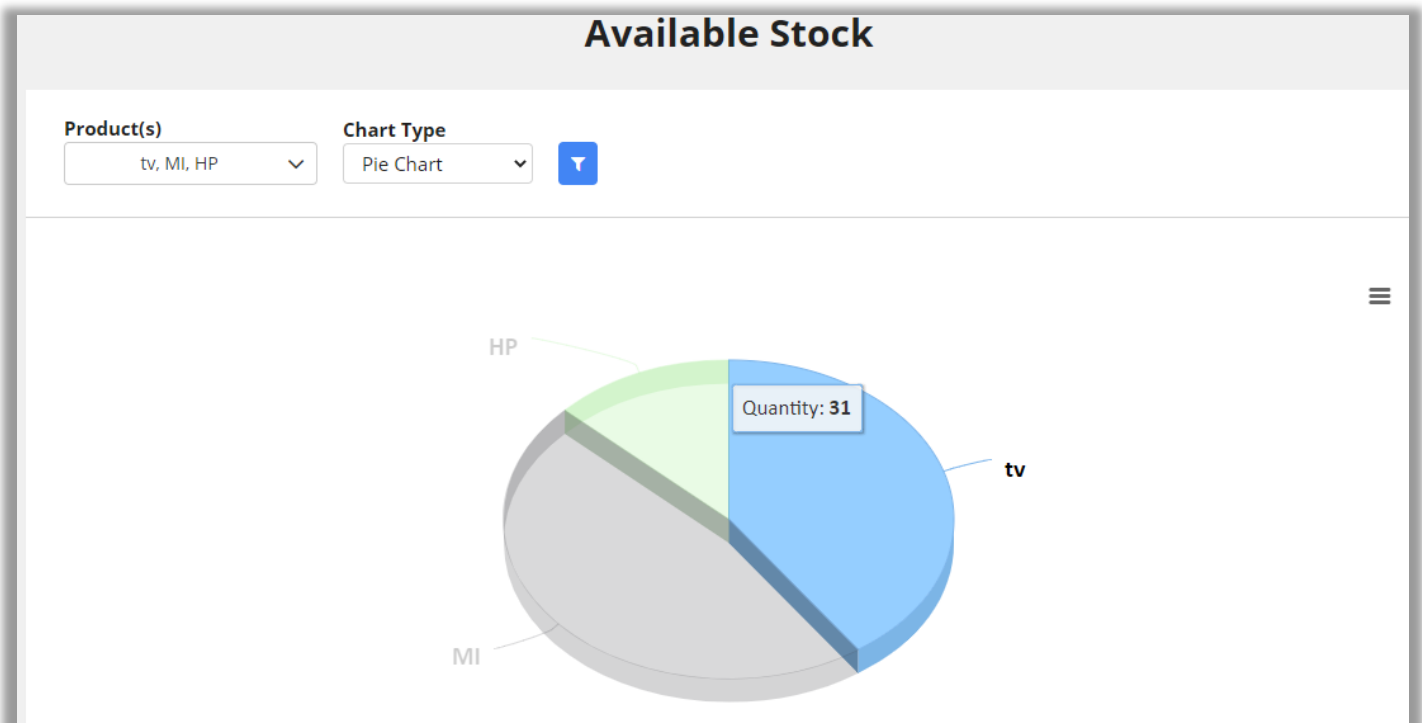 Available Stock
Product(s)
Chart Type
tv, MI, HP
Pie Chart
HP
Quantity: 31
tv
MI